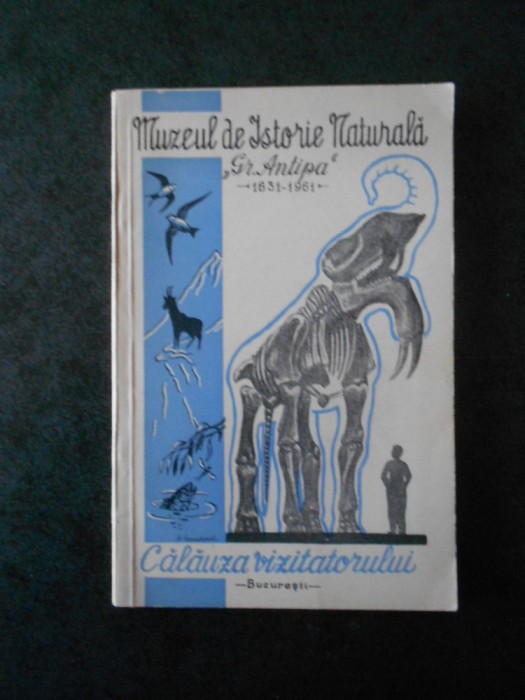 Muzeul de Istorie Naturală
„Gr. Antipa“
1831-1961
Călăuza vizitatorului
—București—